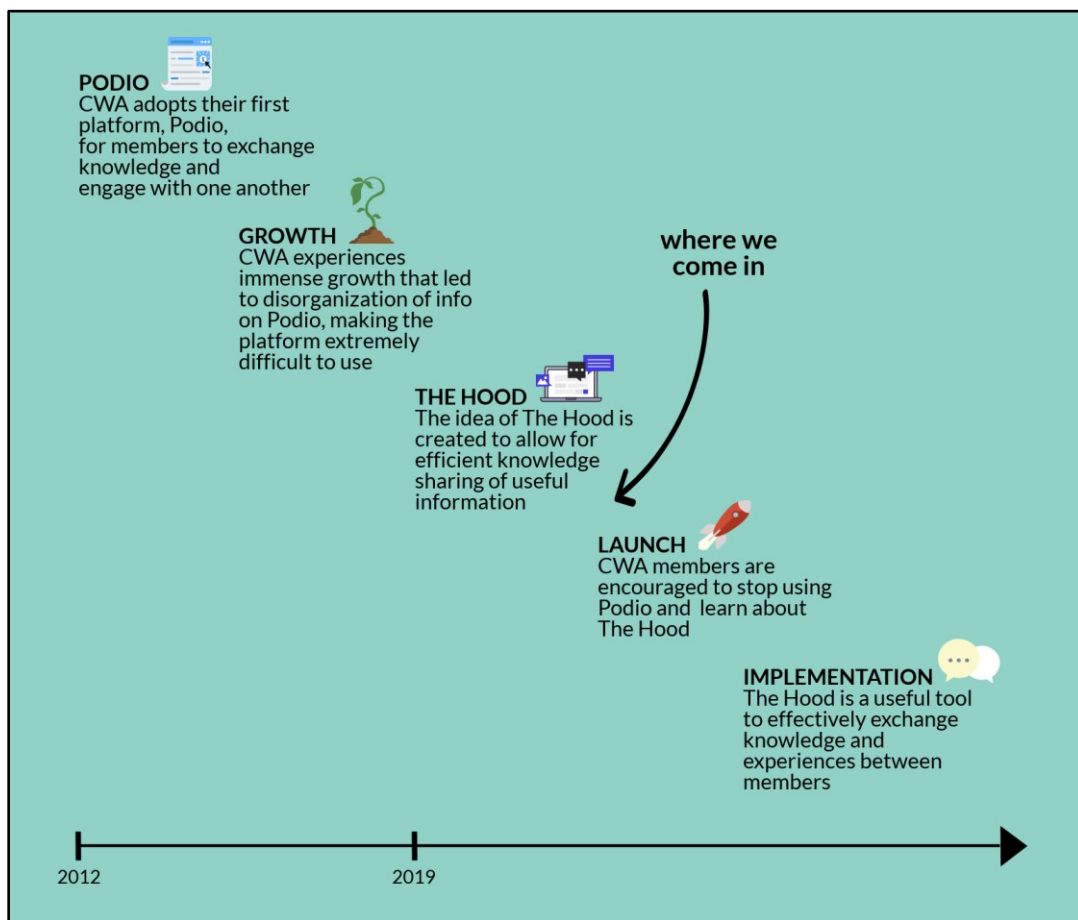 PODIO
CWA adopts their first
platform, Podio,
for members to exchange
knowledge and
engage with one another
GROWTH
CWA experiences
immense growth that led
to disorganization of info
on Podio, making the
platform extremely
difficult to use
where we
come in
THE HOOD
The idea of The Hood is
created to allow for
efficient knowledge
sharing of useful
information
LAUNCH
CWA members are
encouraged to stop using
Podio and  learn about
The Hood
IMPLEMENTATION
The Hood is a useful tool
to effectively exchange
knowledge and
experiences between
members
2012
2019